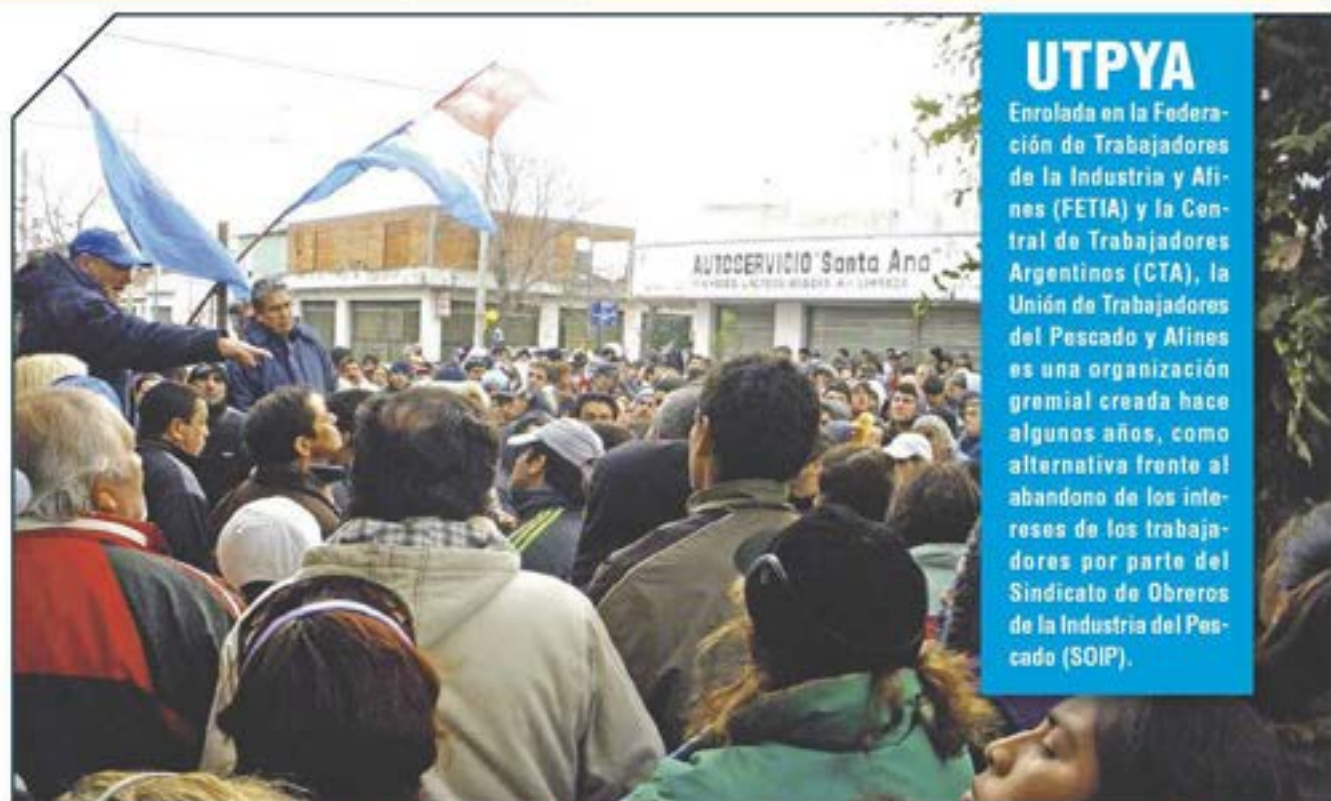 UTPYA
Enrolada en la Federa-
ción de Trabajadores
de la Industria y Afi-
nes (FETIA) y la Cen-
tral de Trabajadores
Argentinos (CTA), la
Unión de Trabajadores
del Pescado y Afines
es una organización
gremial creada hace
algunos años, como
alternativa frente al
abandono de los inte-
reses de los trabaja-
dores por parte del
Sindicato de Obreros
de la Industria del Pes-
cado (SOIP).
AUTOSERVICIO "Santa Ana"
LACTEOS LIMPIEZA